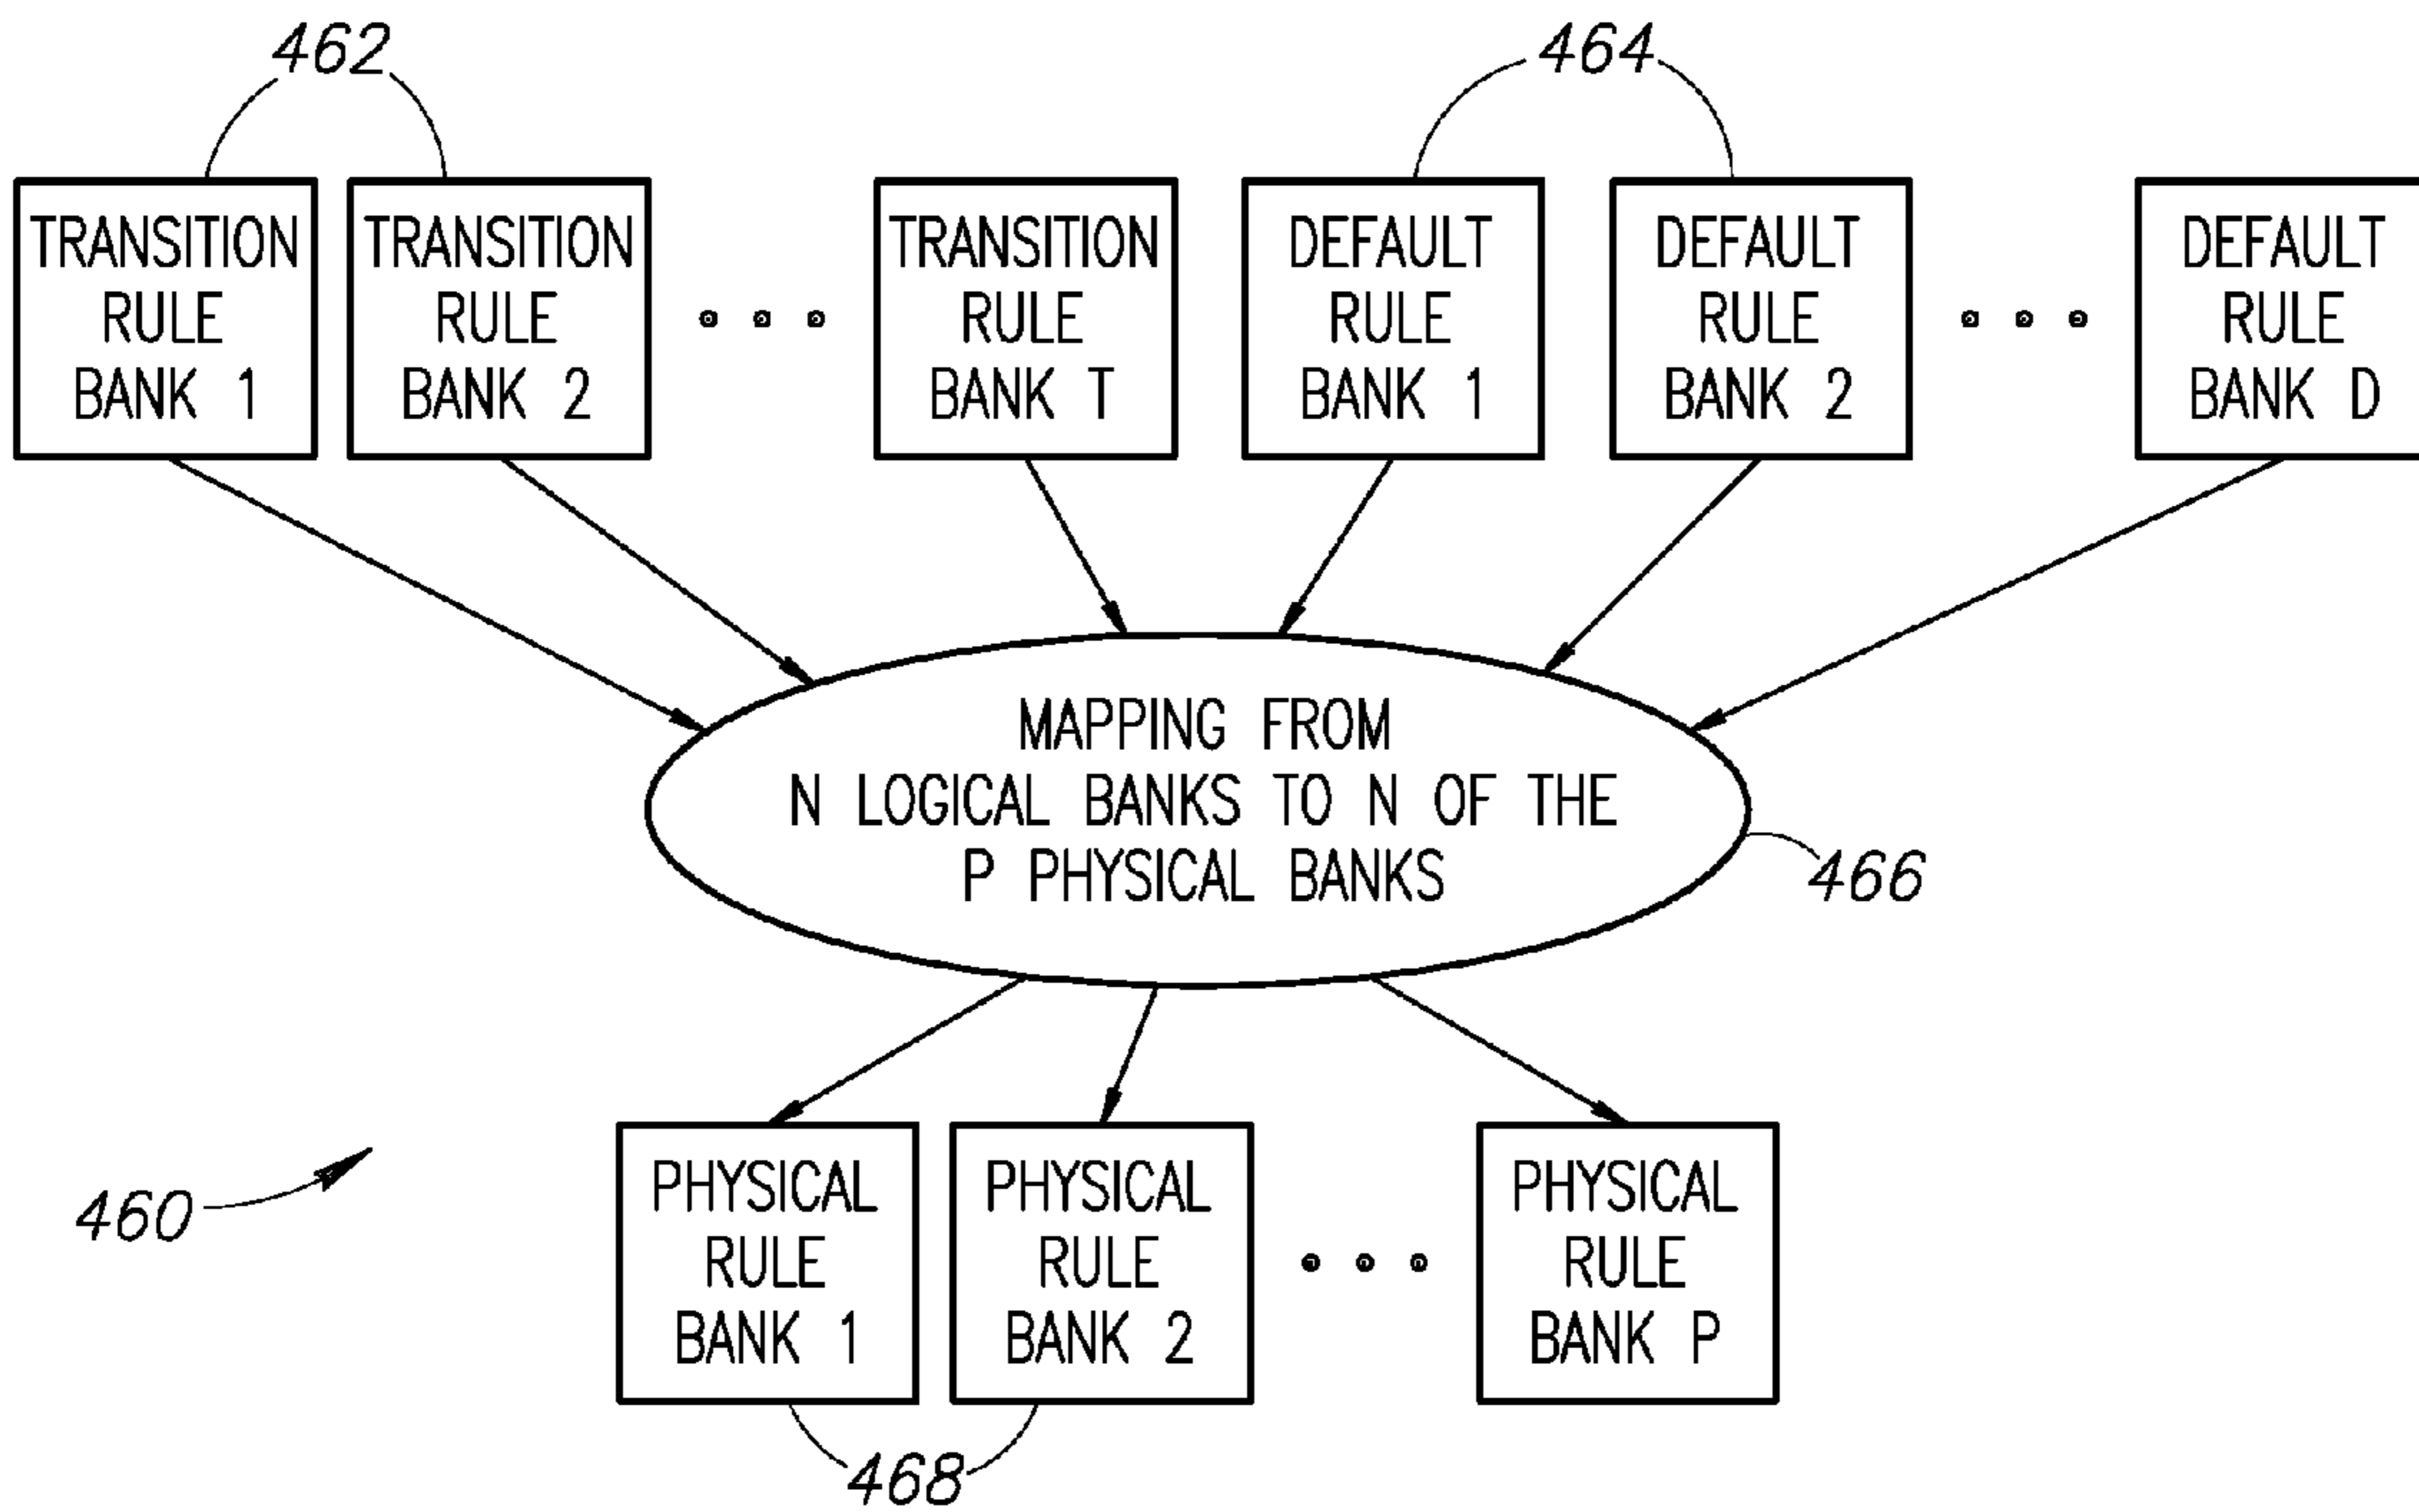 462
464
TRANSITION
RULE
BANK 1
TRANSITION
RULE
BANK 2
TRANSITION
RULE
BANK T
DEFAULT
RULE
BANK 1
DEFAULT
RULE
BANK 2
DEFAULT
RULE
BANK D
MAPPING FROM
N LOGICAL BANKS TO N OF THE
P PHYSICAL BANKS
466
460
PHYSICAL
RULE
BANK 1
PHYSICAL
RULE
BANK 2
PHYSICAL
RULE
BANK P
468